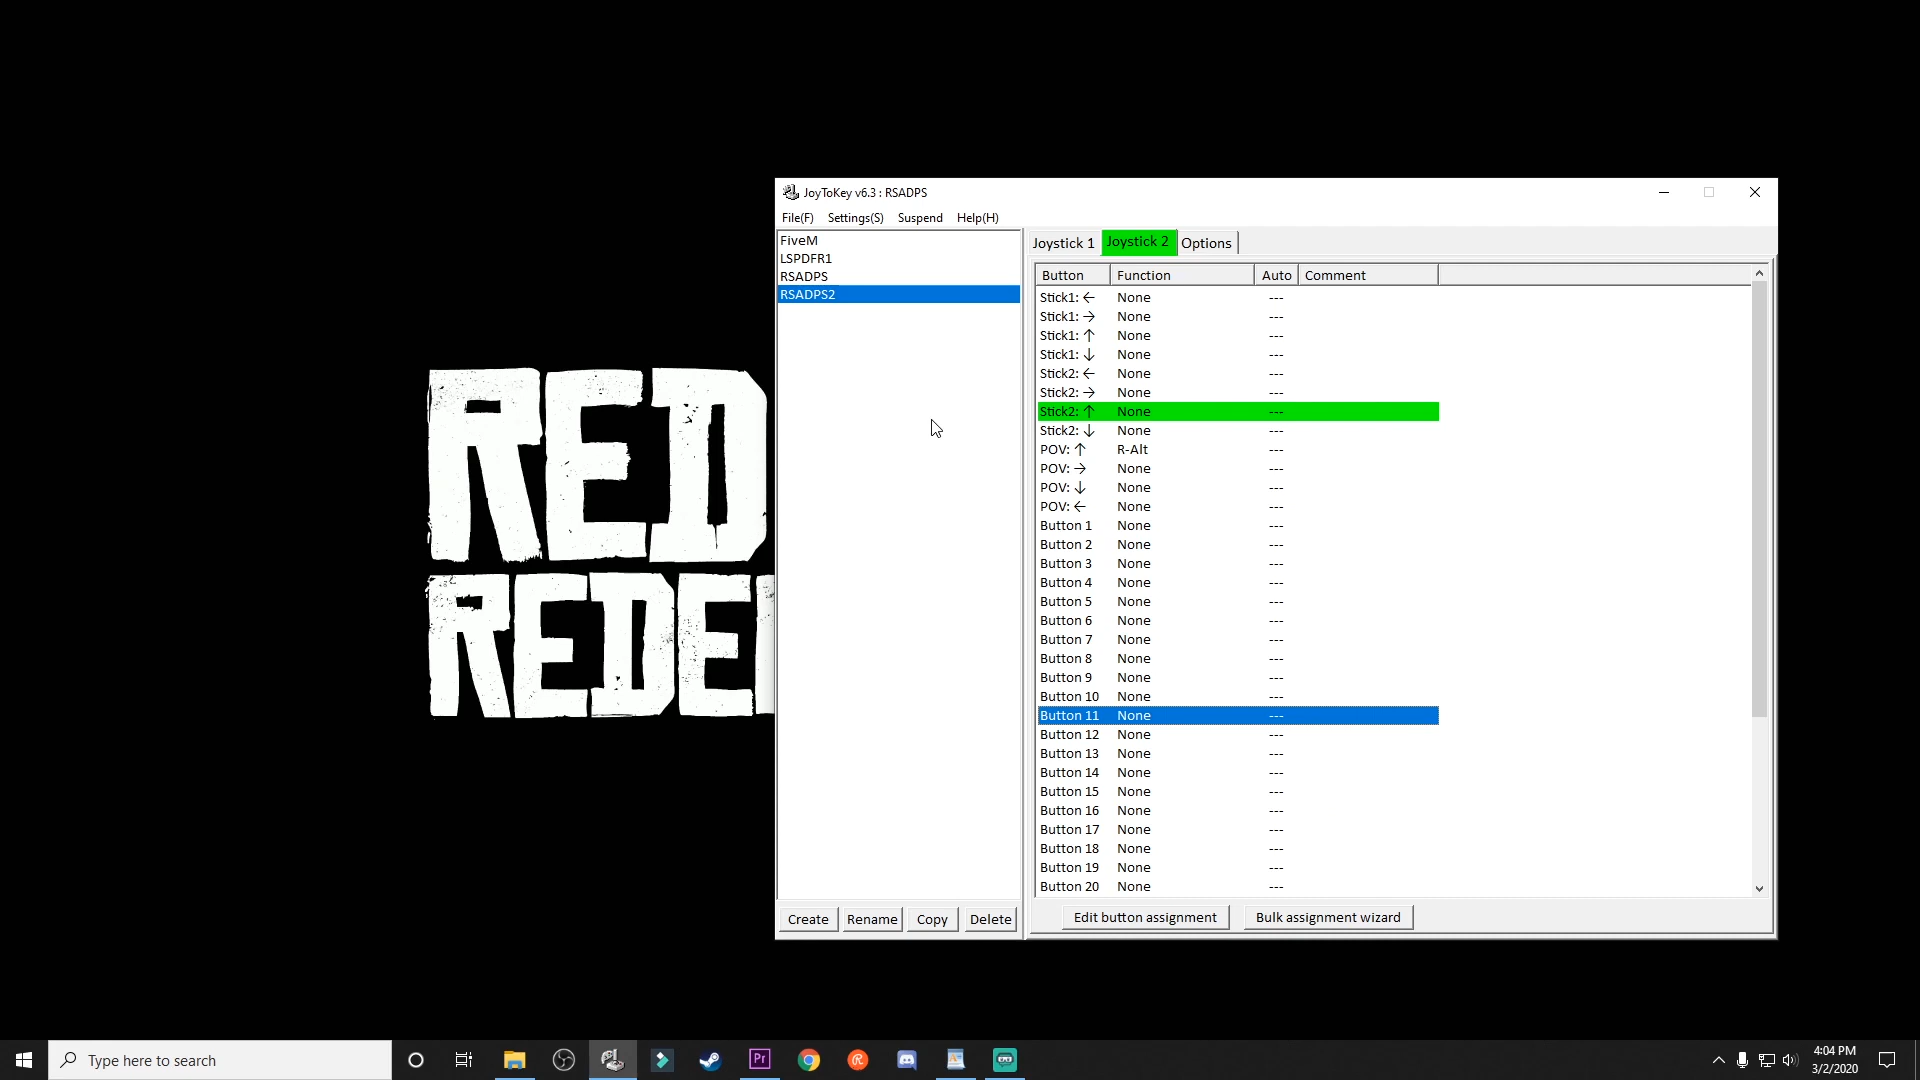 RED
REDE
JoyToKey v6.3 : RSADPS
File(F) Settings(S) Suspend Help(H)
FiveM
LSPDFR1
RSADPS
RSADPS2
Create Rename Copy Delete
Joystick 1 Joystick 2 Options
Button Function Auto Comment
Stick1: ← None ---
Stick1: → None ---
Stick1: ↑ None ---
Stick1: ↓ None ---
Stick2: ← None ---
Stick2: → None ---
Stick2: ↑ None ---
Stick2: ↓ None ---
POV: ↑ R-Alt ---
POV: → None ---
POV: ↓ None ---
POV: ← None ---
Button 1 None ---
Button 2 None ---
Button 3 None ---
Button 4 None ---
Button 5 None ---
Button 6 None ---
Button 7 None ---
Button 8 None ---
Button 9 None ---
Button 10 None ---
Button 11 None ---
Button 12 None ---
Button 13 None ---
Button 14 None ---
Button 15 None ---
Button 16 None ---
Button 17 None ---
Button 18 None ---
Button 19 None ---
Button 20 None ---
Edit button assignment Bulk assignment wizard
Type here to search
Pr
4:04 PM
3/2/2020